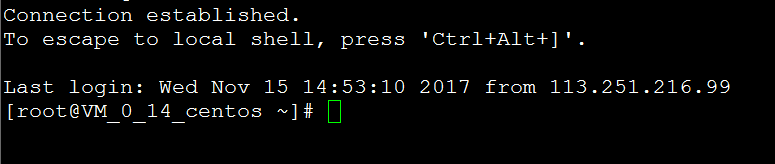 Connection established.
To escape to local shell, press 'Ctrl+Alt+]'.
Last login: Wed Nov 15 14:53:10 2017 from 113.251.216.99
[root@VM_0_14_centos ~]#